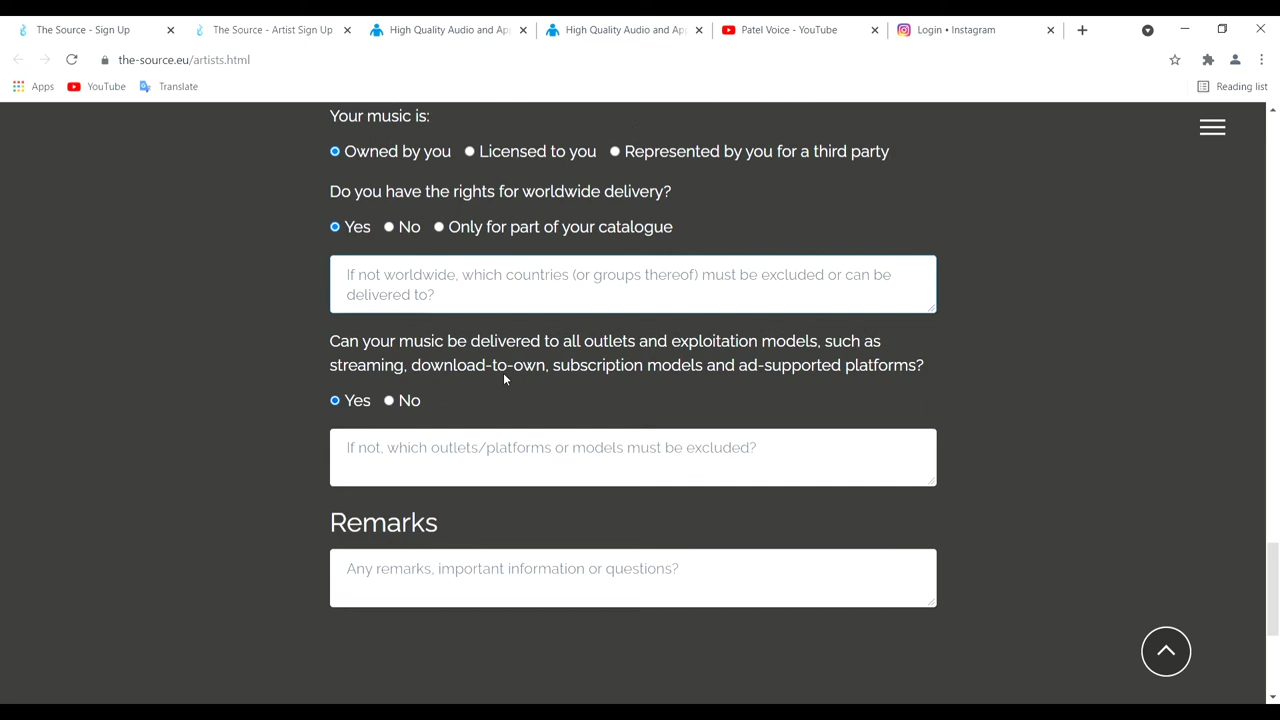 The Source - Sign Up
The Source - Artist Sign Up
High Quality Audio and Ap
High Quality Audio and Ap
Patel Voice - YouTube
Login • Instagram
the-source.eu/artists.html
Apps
YouTube
Translate
Reading list
Your music is:
Owned by you Licensed to you Represented by you for a third party
Do you have the rights for worldwide delivery?
Yes No Only for part of your catalogue
If not worldwide, which countries (or groups thereof) must be excluded or can be
delivered to?
Can your music be delivered to all outlets and exploitation models, such as
streaming, download-to-own, subscription models and ad-supported platforms?
Yes No
If not, which outlets/platforms or models must be excluded?
Remarks
Any remarks, important information or questions?